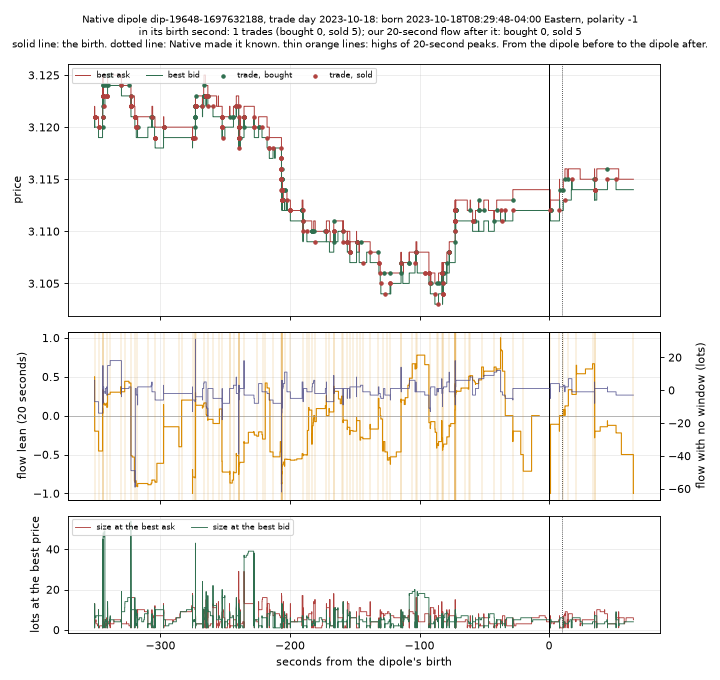 Native dipole dip-19648-1697632188, trade day 2023-10-18: born 2023-10-18T08:29:48-04:00 Eastern, polarity -1
in its birth second: 1 trades (bought 0, sold 5); our 20-second flow after it: bought 0, sold 5
solid line: the birth. dotted line: Native made it known. thin orange lines: highs of 20-second peaks. From the dipole before to the dipole after.
best ask best bid trade, bought trade, sold
3.125
3.120
3.115
3.110
3.105
price
1.0
0.5
0.0
−0.5
−1.0
flow lean (20 seconds)
20
0
−20
−40
−60
flow with no window (lots)
size at the best ask size at the best bid
40
20
0
lots at the best price
−300 −200 −100 0
seconds from the dipole's birth